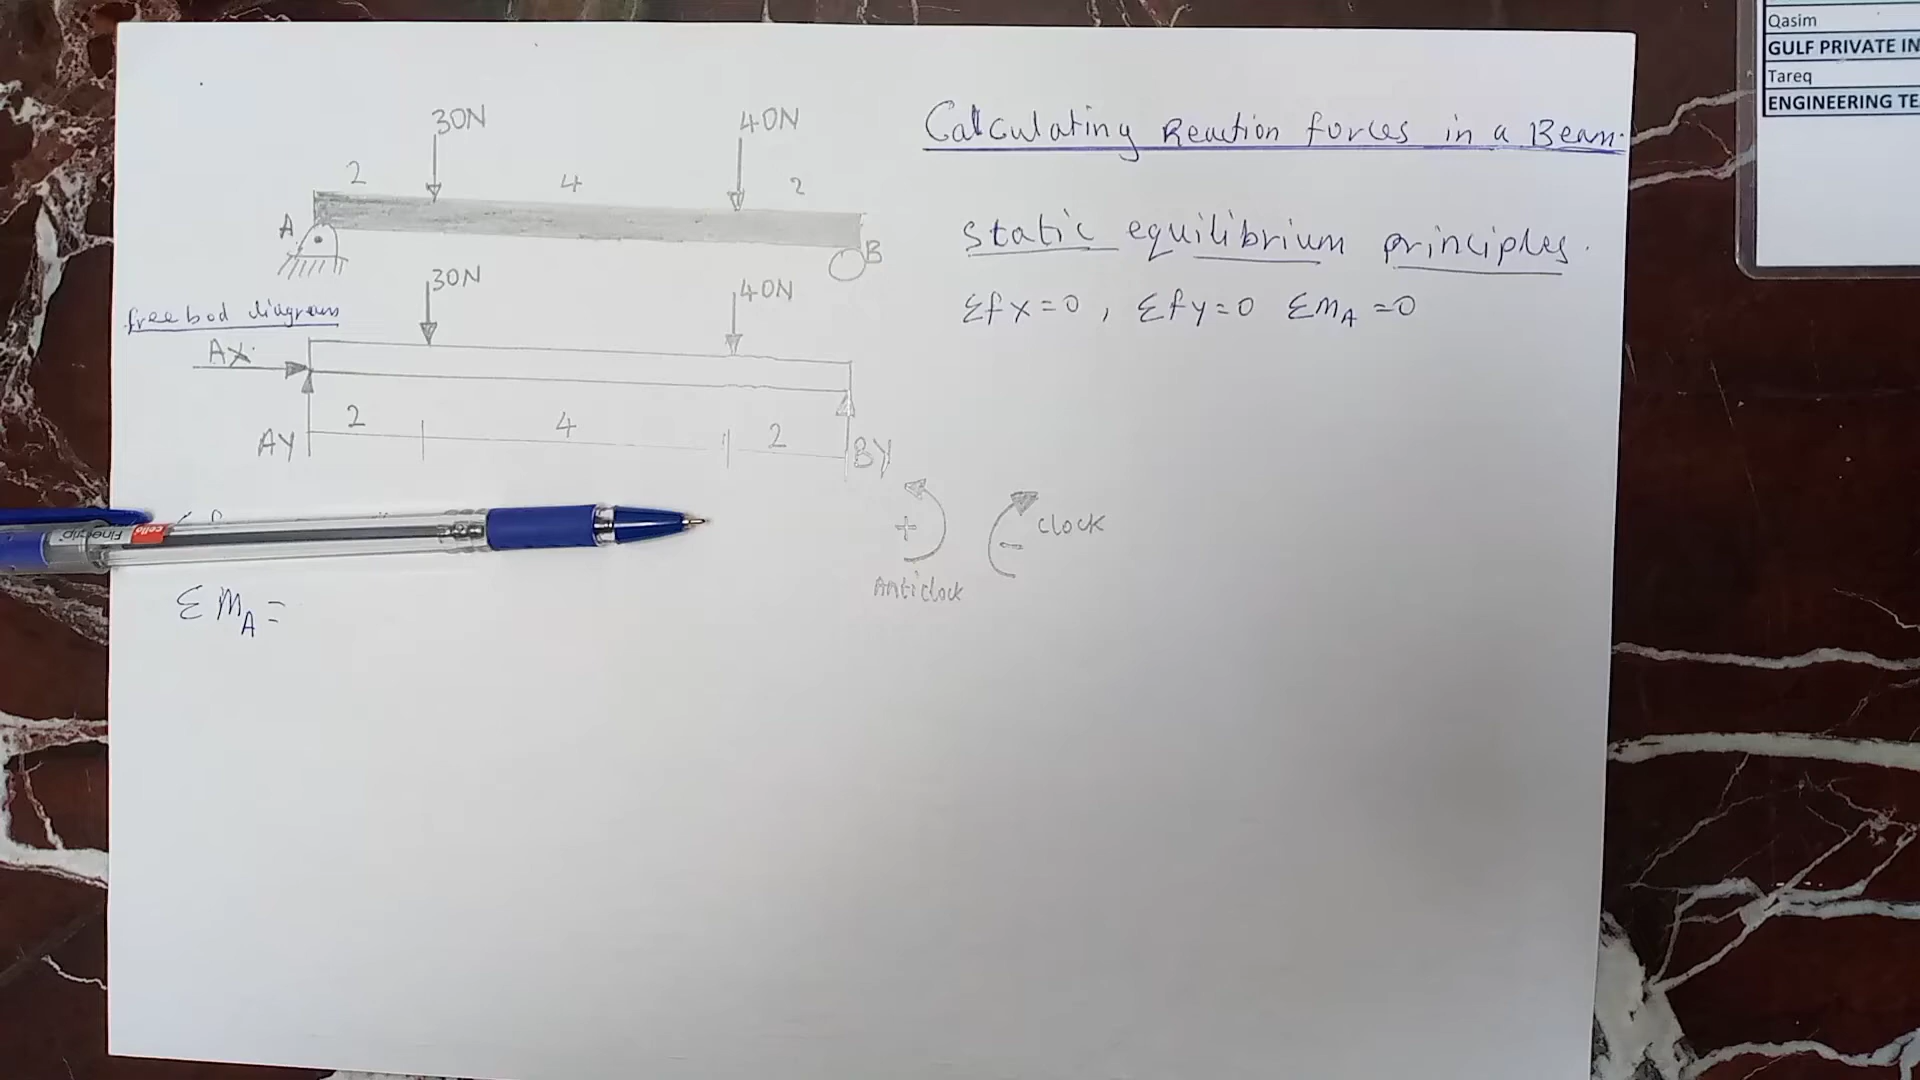 Calculating Reaction forces in a Beam.
30N
40N
2
4
2
A
B
static equilibrium principles.
Σfx=0, Σfy=0 ΣMA=0
free bod diagram
30N
40N
AX
2
4
2
AY
BY
+
-
clock
Anticlock
cello
Finegrip
ΣMA=
Qasim
GULF PRIVATE IN
Tareq
ENGINEERING TE